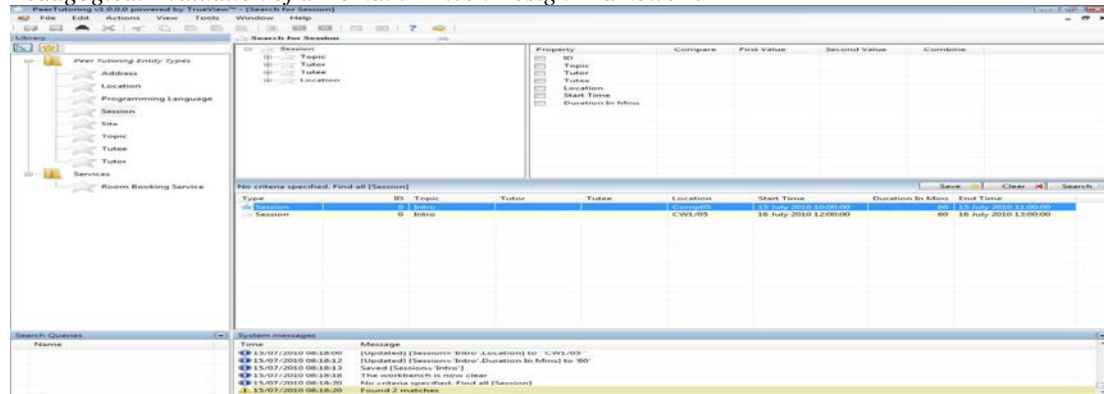 Pedagogical Evaluation of a Domain-Driven Design Framework
PeerTutoring v1.0.0.0 powered by TrueView™ - [Search for Session]
File Edit Actions View Tools Window Help
Library
Search for Session
Peer Tutoring Entity Types
Address
Location
Programming Language
Session
Site
Topic
Tutee
Tutor
Services
Room Booking Service
Session
Topic
Tutor
Tutee
Location
Property Compare First Value Second Value Combine
ID
Topic
Tutor
Tutee
Location
Start Time
Duration In Mins
No criteria specified. Find all [Session]
Save Clear Search
Type ID Topic Tutor Tutee Location Start Time Duration In Mins End Time
Session 0 Intro Comp05 15 July 2010 10:00:00 60 15 July 2010 11:00:00
Session 0 Intro CW1/05 16 July 2010 12:00:00 60 16 July 2010 13:00:00
Search Queries
Name
System messages
Time Message
15/07/2010 08:18:00 [Updated] [Session='Intro'.Location] to 'CW1/05'
15/07/2010 08:18:12 [Updated] [Session='Intro'.Duration In Mins] to '60'
15/07/2010 08:18:13 Saved [Session='Intro']
15/07/2010 08:18:18 The workbench is now clear
15/07/2010 08:18:20 No criteria specified. Find all [Session]
15/07/2010 08:18:20 Found 2 matches